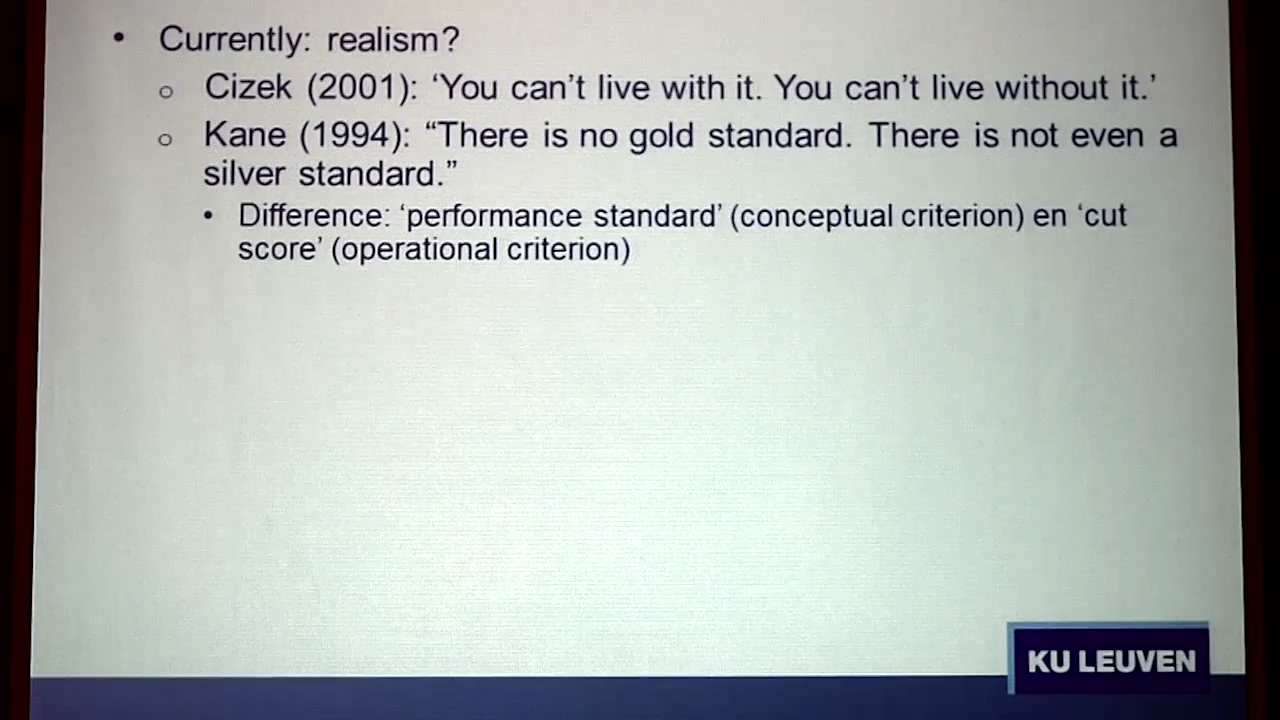 • Currently: realism?
o Cizek (2001): ‘You can’t live with it. You can’t live without it.’
o Kane (1994): “There is no gold standard. There is not even a
silver standard.”
• Difference: ‘performance standard’ (conceptual criterion) en ‘cut
score’ (operational criterion)
KU LEUVEN